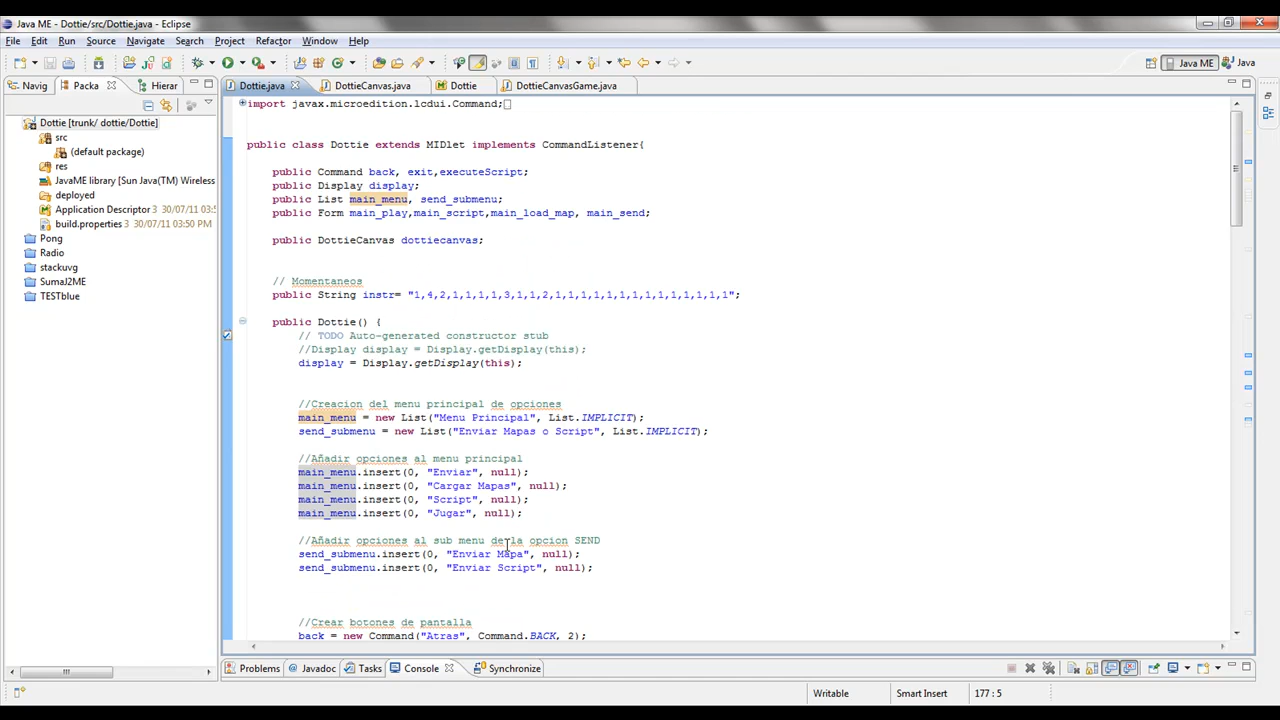 Java ME - Dottie/src/Dottie.java - Eclipse
File Edit Run Source Navigate Search Project Refactor Window Help
Java ME Java
Navig Packa Hierar
Dottie.java DottieCanvas.java Dottie DottieCanvasGame.java
Dottie [trunk/ dottie/Dottie]
src
(default package)
res
JavaME library [Sun Java(TM) Wireless
deployed
Application Descriptor 3 30/07/11 03:5
build.properties 3 30/07/11 03:50 PM
Pong
Radio
stackuvg
SumaJ2ME
TESTblue
import javax.microedition.lcdui.Command;
public class Dottie extends MIDlet implements CommandListener{
public Command back, exit,executeScript;
public Display display;
public List main_menu, send_submenu;
public Form main_play,main_script,main_load_map, main_send;
public DottieCanvas dottiecanvas;
// Momentaneos
public String instr= "1,4,2,1,1,1,1,3,1,1,2,1,1,1,1,1,1,1,1,1,1,1,1,1,1";
public Dottie() {
// TODO Auto-generated constructor stub
//Display display = Display.getDisplay(this);
display = Display.getDisplay(this);
//Creacion del menu principal de opciones
main_menu = new List("Menu Principal", List.IMPLICIT);
send_submenu = new List("Enviar Mapas o Script", List.IMPLICIT);
//Añadir opciones al menu principal
main_menu.insert(0, "Enviar", null);
main_menu.insert(0, "Cargar Mapas", null);
main_menu.insert(0, "Script", null);
main_menu.insert(0, "Jugar", null);
//Añadir opciones al sub menu de la opcion SEND
send_submenu.insert(0, "Enviar Mapa", null);
send_submenu.insert(0, "Enviar Script", null);
//Crear botones de pantalla
back = new Command("Atras", Command.BACK, 2);
Problems Javadoc Tasks Console Synchronize
Writable Smart Insert 177 : 5